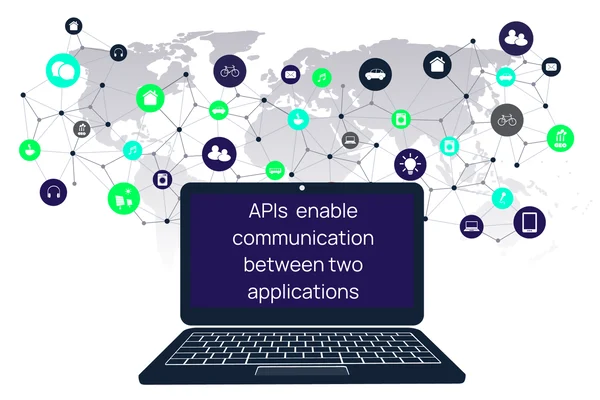 APIs enable
communication
between two
applications